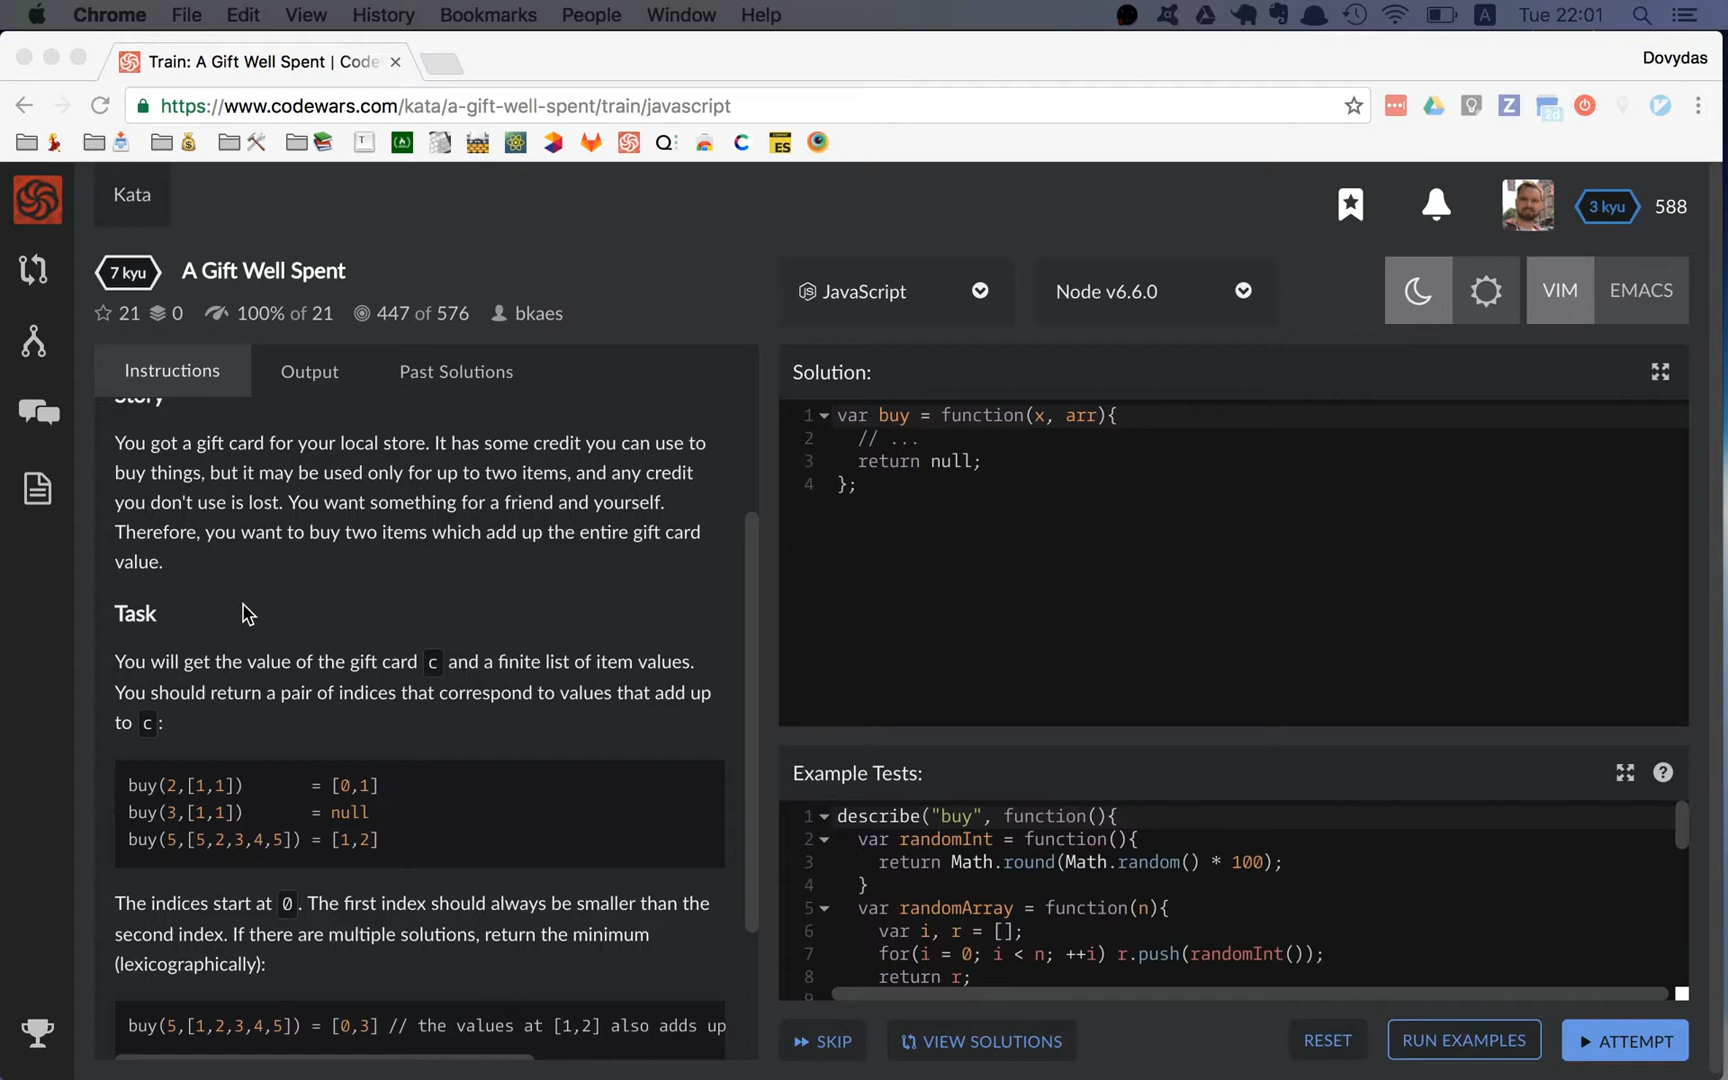 Chrome File Edit View History Bookmarks People Window Help A Tue 22:01
Train: A Gift Well Spent | Code
Dovydas
https://www.codewars.com/kata/a-gift-well-spent/train/javascript
Kata
3 kyu 588
7 kyu A Gift Well Spent
21 0 100% of 21 447 of 576 bkaes
JavaScript Node v6.6.0 VIM EMACS
Instructions Output Past Solutions
Story
You got a gift card for your local store. It has some credit you can use to
buy things, but it may be used only for up to two items, and any credit
you don't use is lost. You want something for a friend and yourself.
Therefore, you want to buy two items which add up the entire gift card
value.
Task
You will get the value of the gift card c and a finite list of item values.
You should return a pair of indices that correspond to values that add up
to c:
buy(2,[1,1]) = [0,1]
buy(3,[1,1]) = null
buy(5,[5,2,3,4,5]) = [1,2]
The indices start at 0. The first index should always be smaller than the
second index. If there are multiple solutions, return the minimum
(lexicographically):
buy(5,[1,2,3,4,5]) = [0,3] // the values at [1,2] also adds up
Solution:
1 var buy = function(x, arr){
2 // ...
3 return null;
4 };
Example Tests:
1 describe("buy", function(){
2 var randomInt = function(){
3 return Math.round(Math.random() * 100);
4 }
5 var randomArray = function(n){
6 var i, r = [];
7 for(i = 0; i < n; ++i) r.push(randomInt());
8 return r;
9
SKIP VIEW SOLUTIONS RESET RUN EXAMPLES ATTEMPT